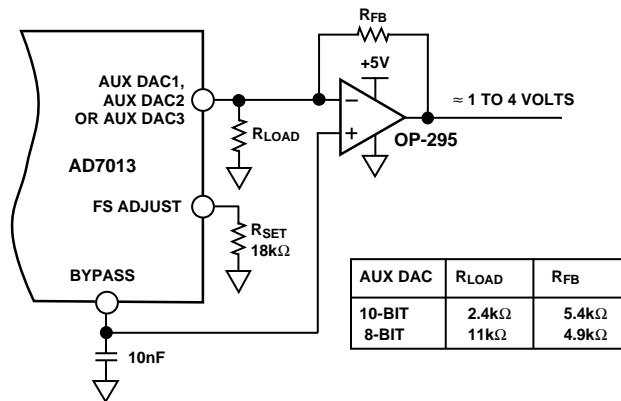 RFB
+5V
AUX DAC1,
AUX DAC2
OR AUX DAC3
−
+
≈ 1 TO 4 VOLTS
RLOAD
OP-295
AD7013
FS ADJUST
RSET
18kΩ
BYPASS
10nF
AUX DAC RLOAD RFB
10-BIT 2.4kΩ 5.4kΩ
8-BIT 11kΩ 4.9kΩ